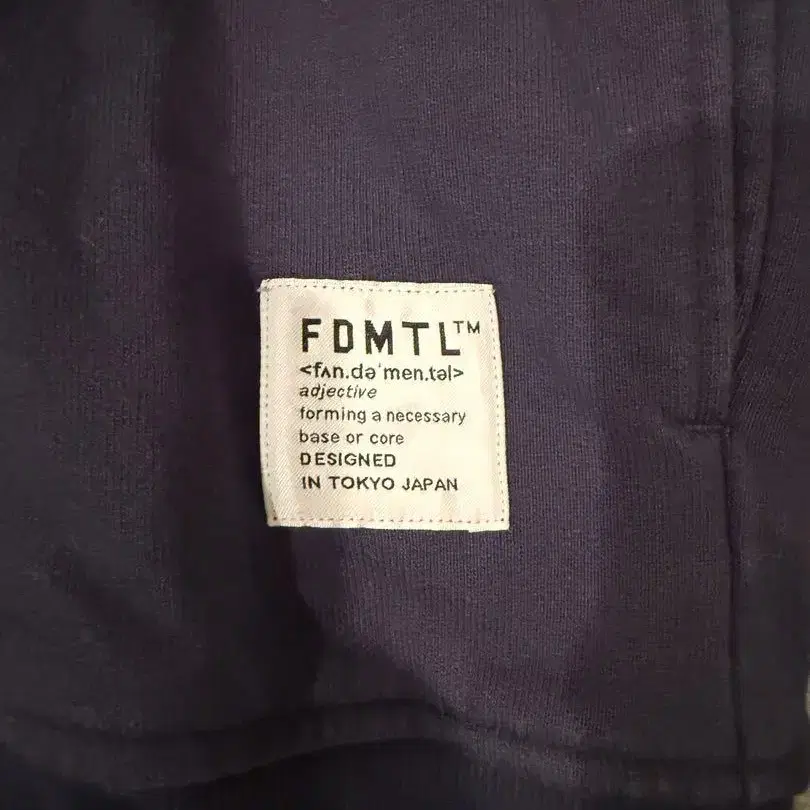 FDMTL™
<fʌn.də'men.təl>
adjective
forming a necessary
base or core
DESIGNED
IN TOKYO JAPAN